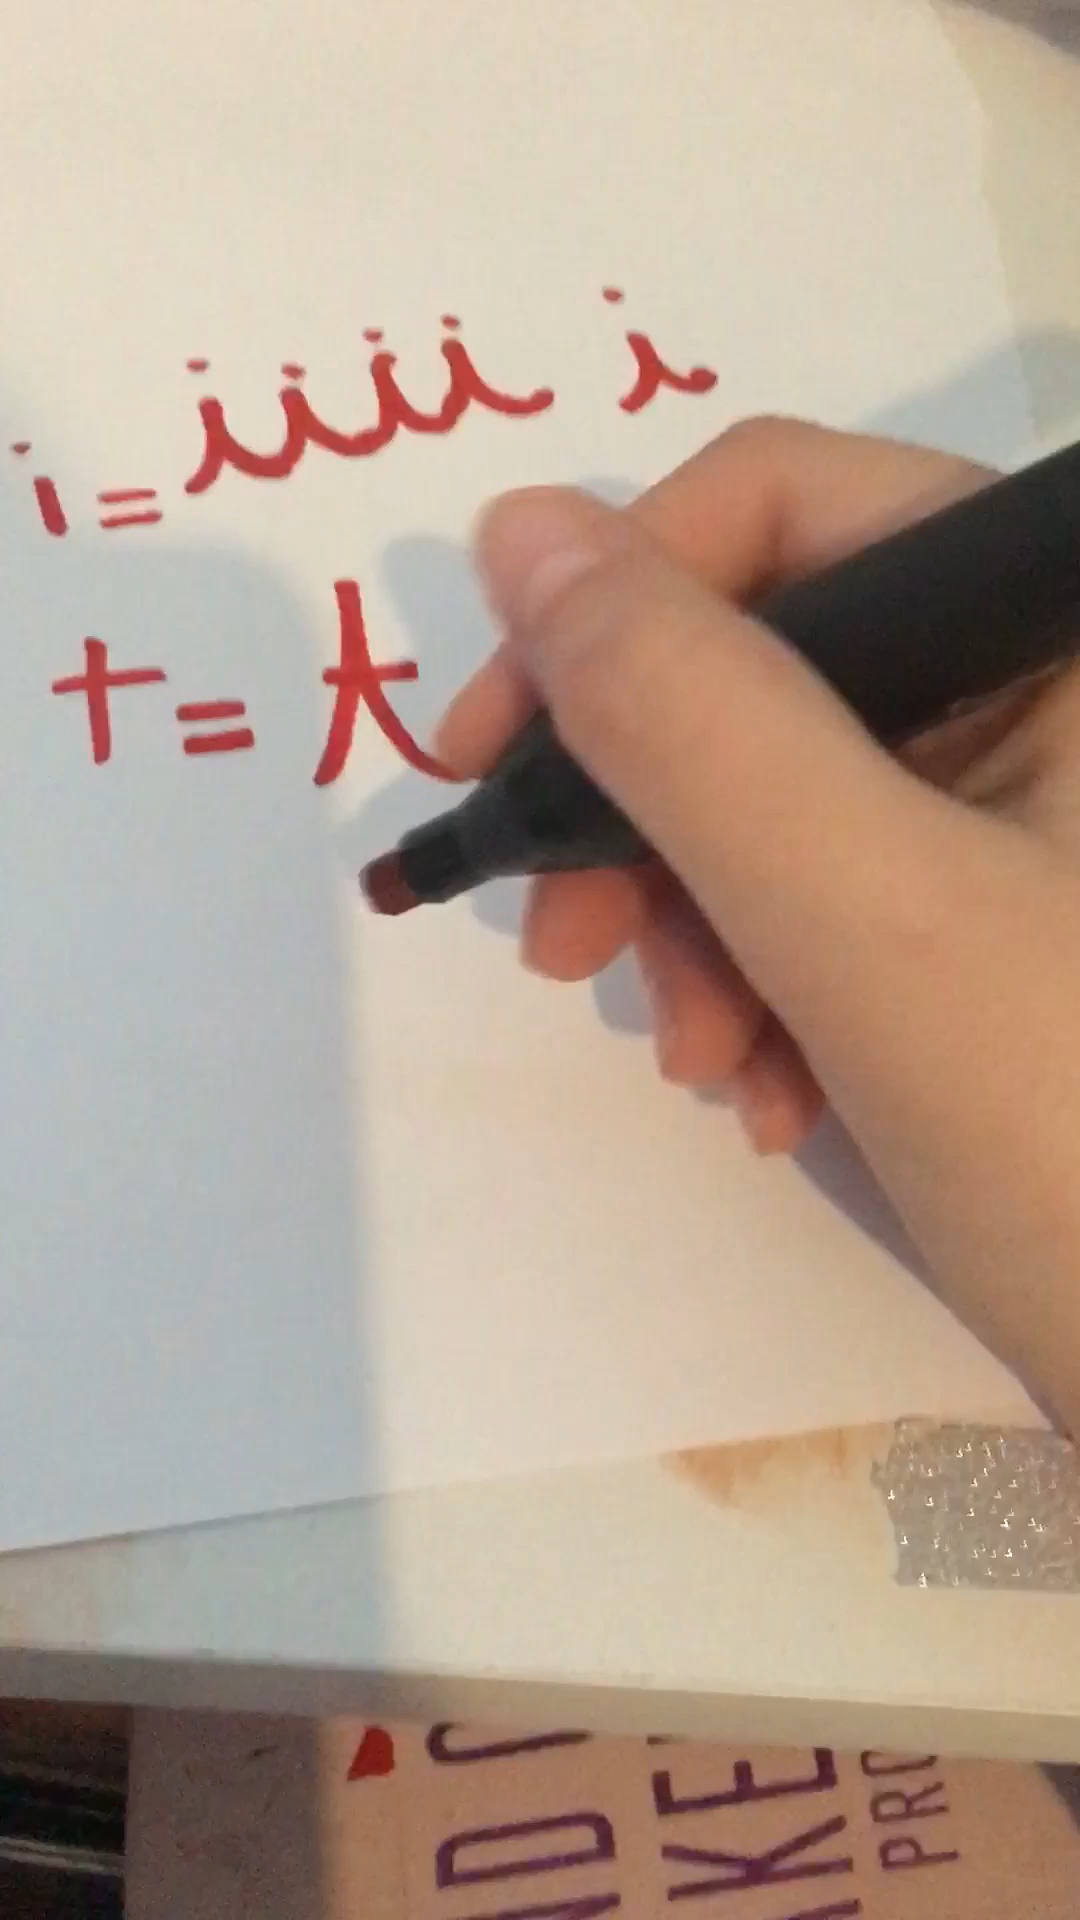 i = iiii i
t = t